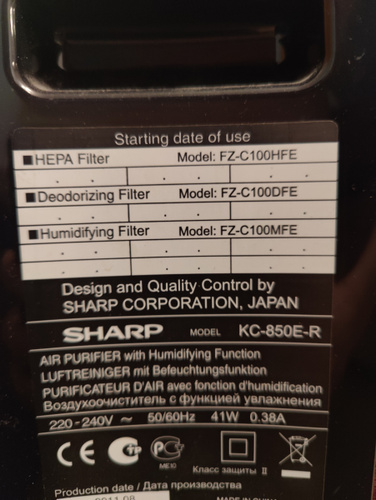 Starting date of use
■HEPA Filter Model: FZ-C100HFE
. . . .
■Deodorizing Filter Model: FZ-C100DFE
. . . .
■Humidifying Filter Model: FZ-C100MFE
. . . .
. . . .
Design and Quality Control by
SHARP CORPORATION, JAPAN
SHARP MODEL KC-850E-R
AIR PURIFIER with Humidifying Function
LUFTREINIGER mit Befeuchtungsfunktion
PURIFICATEUR D'AIR avec fonction d'humidification
Воздухоочиститель с функцией увлажнения
220-240V ~ 50/60Hz 41W 0.38A
CE
ME10
Класс защиты II
Production date / Дата производства
2011.08